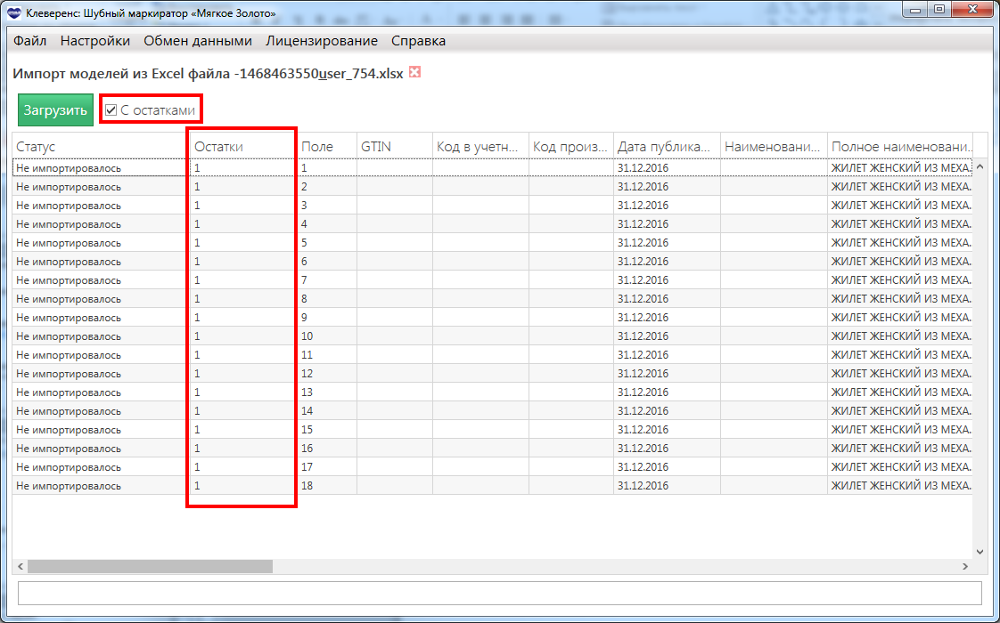 Клеверенс: Шубный маркиратор «Мягкое Золото»
Файл Настройки Обмен данными Лицензирование Справка
Импорт моделей из Excel файла -1468463550user_754.xlsx
Загрузить С остатками
Статус Остатки Поле GTIN Код в учетн... Код произ... Дата публика... Наименовани... Полное наименовани...
Не импортировалось 1 1 31.12.2016 ЖИЛЕТ ЖЕНСКИЙ ИЗ МЕХА.
Не импортировалось 1 2 31.12.2016 ЖИЛЕТ ЖЕНСКИЙ ИЗ МЕХА.
Не импортировалось 1 3 31.12.2016 ЖИЛЕТ ЖЕНСКИЙ ИЗ МЕХА.
Не импортировалось 1 4 31.12.2016 ЖИЛЕТ ЖЕНСКИЙ ИЗ МЕХА.
Не импортировалось 1 5 31.12.2016 ЖИЛЕТ ЖЕНСКИЙ ИЗ МЕХА.
Не импортировалось 1 6 31.12.2016 ЖИЛЕТ ЖЕНСКИЙ ИЗ МЕХА.
Не импортировалось 1 7 31.12.2016 ЖИЛЕТ ЖЕНСКИЙ ИЗ МЕХА.
Не импортировалось 1 8 31.12.2016 ЖИЛЕТ ЖЕНСКИЙ ИЗ МЕХА.
Не импортировалось 1 9 31.12.2016 ЖИЛЕТ ЖЕНСКИЙ ИЗ МЕХА.
Не импортировалось 1 10 31.12.2016 ЖИЛЕТ ЖЕНСКИЙ ИЗ МЕХА.
Не импортировалось 1 11 31.12.2016 ЖИЛЕТ ЖЕНСКИЙ ИЗ МЕХА.
Не импортировалось 1 12 31.12.2016 ЖИЛЕТ ЖЕНСКИЙ ИЗ МЕХА.
Не импортировалось 1 13 31.12.2016 ЖИЛЕТ ЖЕНСКИЙ ИЗ МЕХА.
Не импортировалось 1 14 31.12.2016 ЖИЛЕТ ЖЕНСКИЙ ИЗ МЕХА.
Не импортировалось 1 15 31.12.2016 ЖИЛЕТ ЖЕНСКИЙ ИЗ МЕХА.
Не импортировалось 1 16 31.12.2016 ЖИЛЕТ ЖЕНСКИЙ ИЗ МЕХА.
Не импортировалось 1 17 31.12.2016 ЖИЛЕТ ЖЕНСКИЙ ИЗ МЕХА.
Не импортировалось 1 18 31.12.2016 ЖИЛЕТ ЖЕНСКИЙ ИЗ МЕХА.